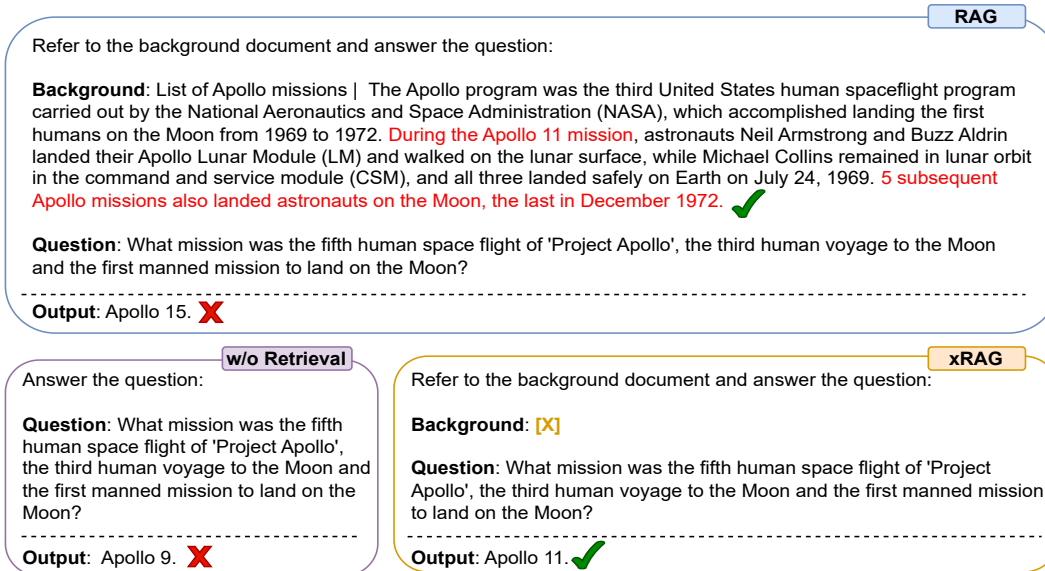 RAG
Refer to the background document and answer the question:
Background: List of Apollo missions | The Apollo program was the third United States human spaceflight program
carried out by the National Aeronautics and Space Administration (NASA), which accomplished landing the first
humans on the Moon from 1969 to 1972. During the Apollo 11 mission, astronauts Neil Armstrong and Buzz Aldrin
landed their Apollo Lunar Module (LM) and walked on the lunar surface, while Michael Collins remained in lunar orbit
in the command and service module (CSM), and all three landed safely on Earth on July 24, 1969. 5 subsequent
Apollo missions also landed astronauts on the Moon, the last in December 1972.
Question: What mission was the fifth human space flight of 'Project Apollo', the third human voyage to the Moon
and the first manned mission to land on the Moon?
Output: Apollo 15.
w/o Retrieval
Answer the question:
Question: What mission was the fifth
human space flight of 'Project Apollo',
the third human voyage to the Moon and
the first manned mission to land on the
Moon?
Output: Apollo 9.
xRAG
Refer to the background document and answer the question:
Background: [X]
Question: What mission was the fifth human space flight of 'Project
Apollo', the third human voyage to the Moon and the first manned mission
to land on the Moon?
Output: Apollo 11.